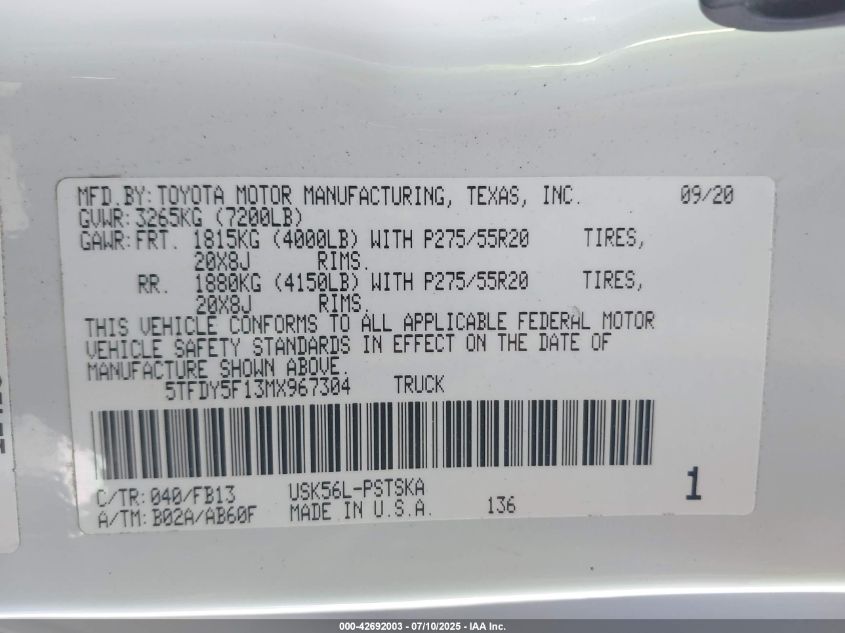 MFD.BY:TOYOTA MOTOR MANUFACTURING, TEXAS, INC. 09/20
GVWR:3265KG (7200LB)
GAWR:FRT. 1815KG (4000LB) WITH P275/55R20 TIRES,
20X8J RIMS.
RR. 1880KG (4150LB) WITH P275/55R20 TIRES,
20X8J RIMS.
THIS VEHICLE CONFORMS TO ALL APPLICABLE FEDERAL MOTOR
VEHICLE SAFETY STANDARDS IN EFFECT ON THE DATE OF
MANUFACTURE SHOWN ABOVE.
5TFDY5F13MX967304 TRUCK
C/TR:040/FB13 USK56L-PSTSKA
A/TM:B02A/AB60F MADE IN U.S.A. 136
1
000-42692003 - 07/10/2025 - IAA Inc.